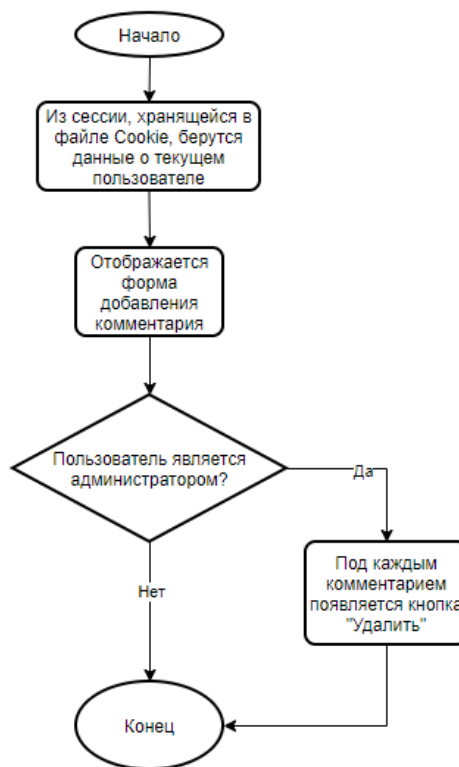 Начало
Из сессии, хранящейся в
файле Cookie, берутся
данные о текущем
пользователе
Отображается
форма
добавления
комментария
Пользователь является
администратором?
Да
Нет
Под каждым
комментарием
появляется кнопка
"Удалить"
Конец